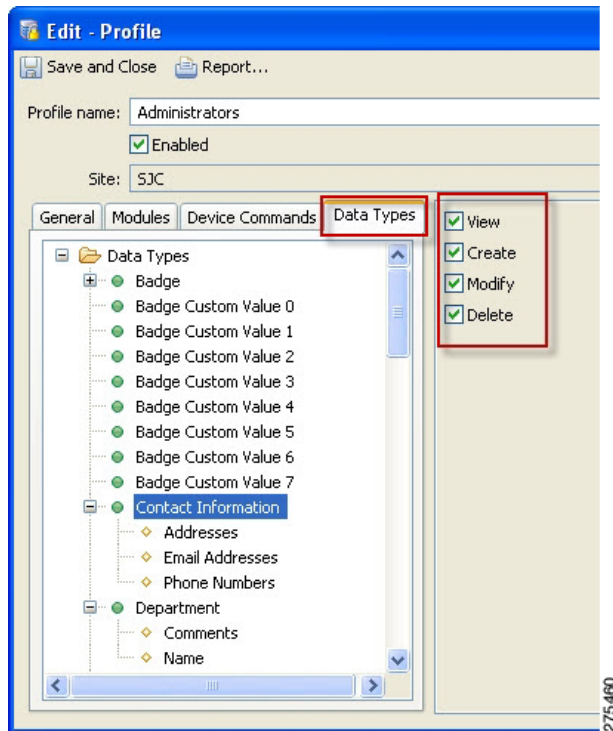 Edit - Profile
Save and Close Report...
Profile name: Administrators
Enabled
Site: SJC
General Modules Device Commands Data Types
Data Types
Badge
Badge Custom Value 0
Badge Custom Value 1
Badge Custom Value 2
Badge Custom Value 3
Badge Custom Value 4
Badge Custom Value 5
Badge Custom Value 6
Badge Custom Value 7
Contact Information
Addresses
Email Addresses
Phone Numbers
Department
Comments
Name
View
Create
Modify
Delete
275460